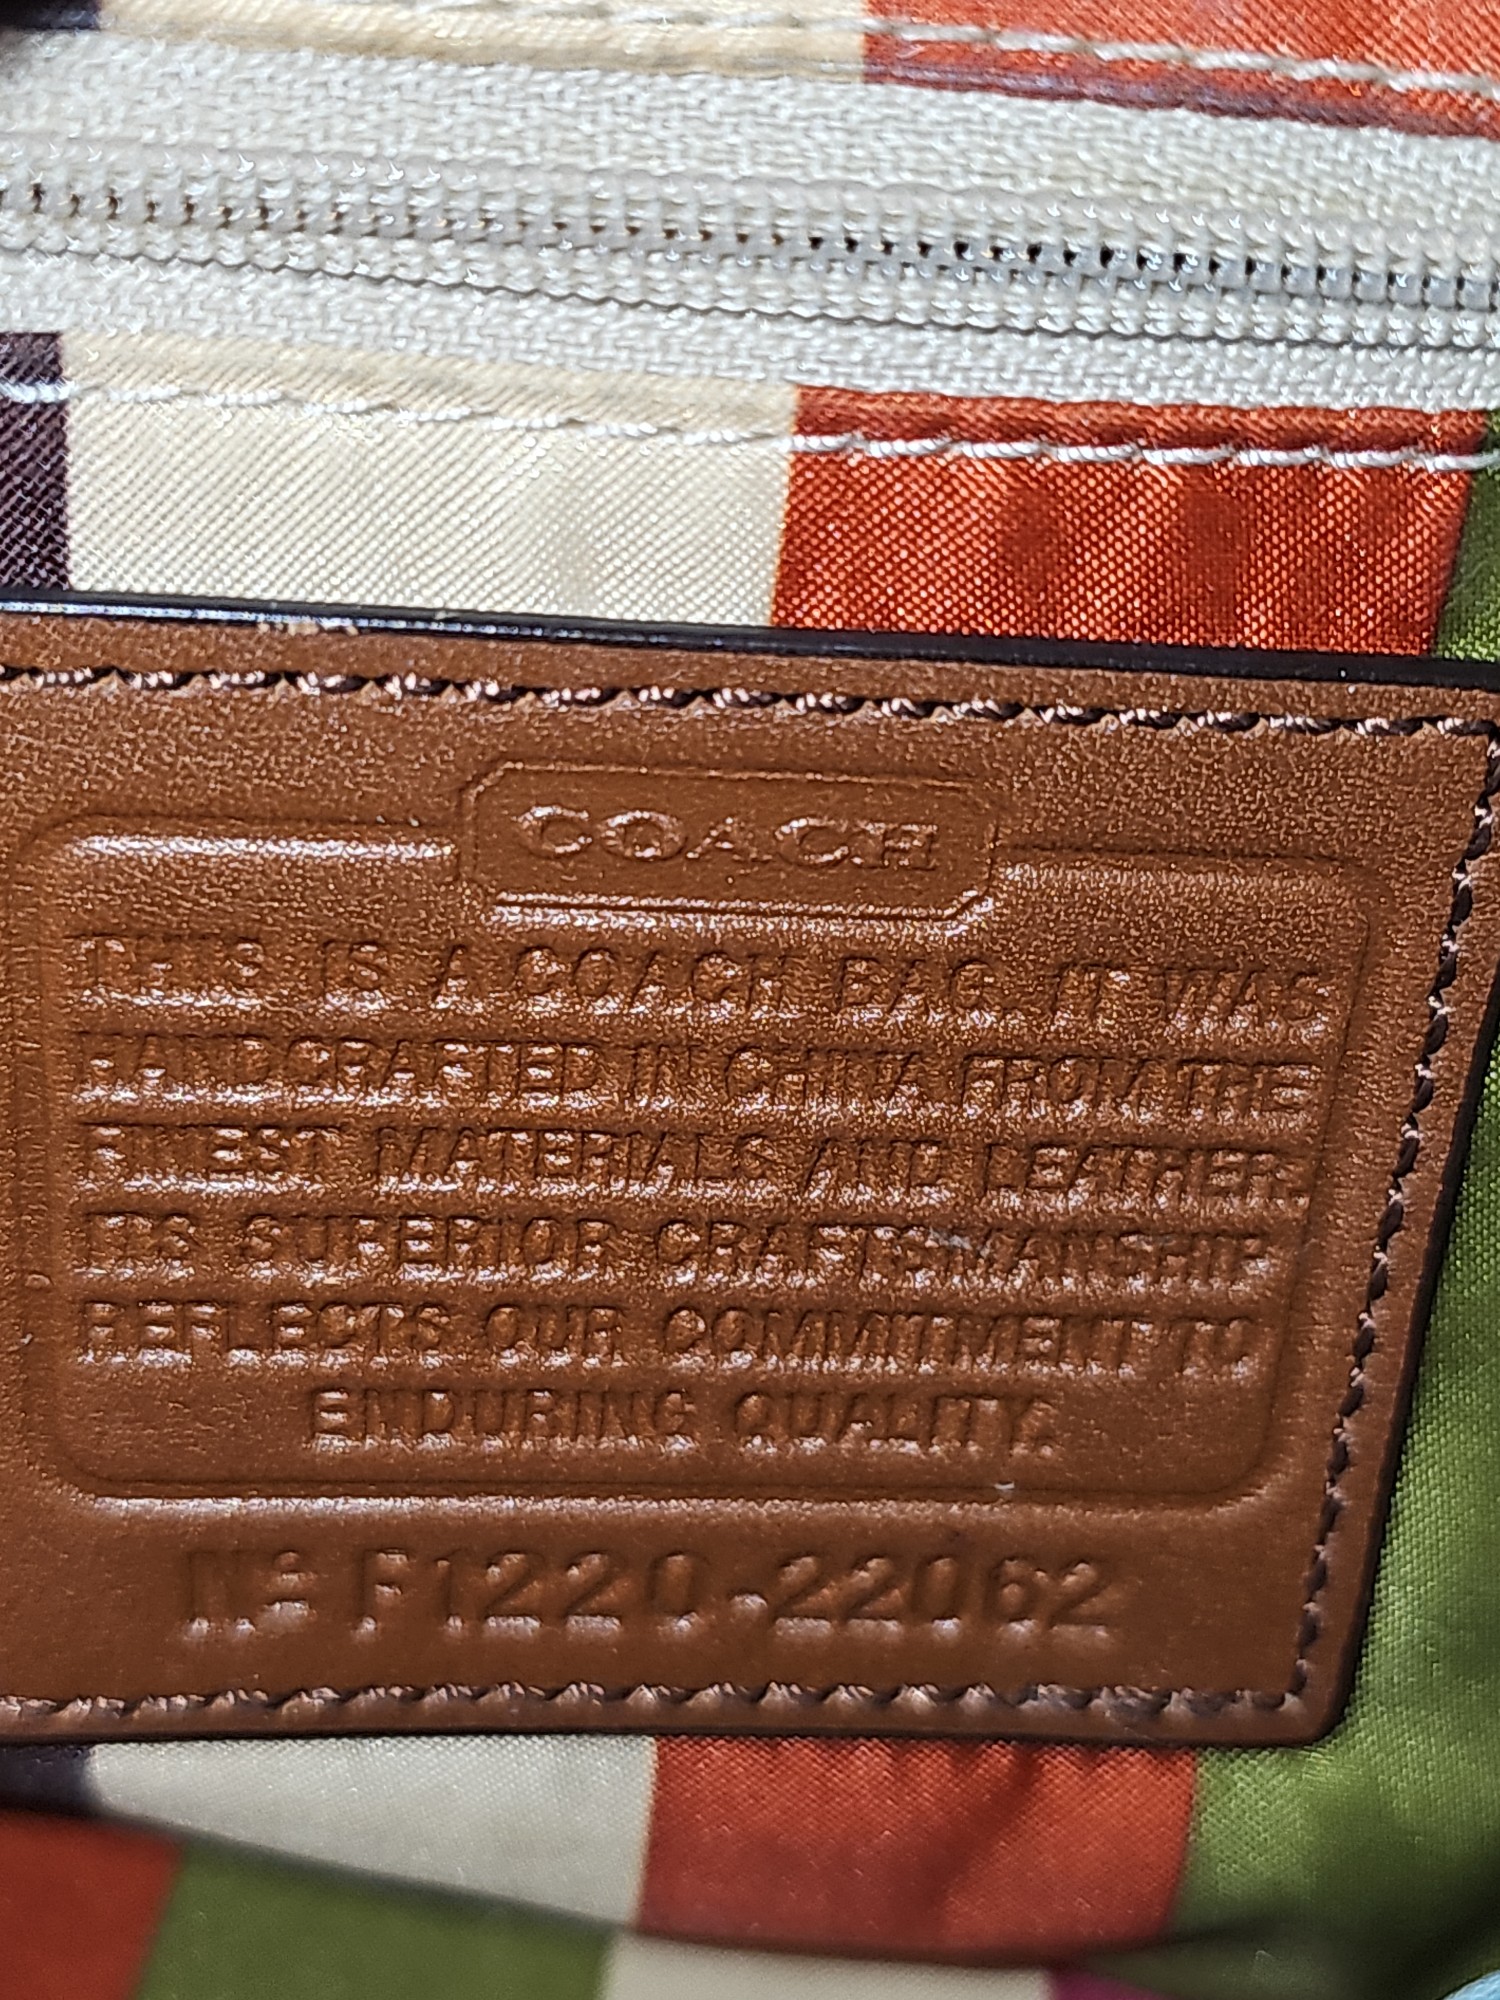 COACH
THIS IS A COACH BAG. IT WAS
HANDCRAFTED IN CHINA FROM THE
FINEST MATERIALS AND LEATHER.
ITS SUPERIOR CRAFTSMANSHIP
REFLECTS OUR COMMITMENT TO
ENDURING QUALITY.
Nº F1220-22062